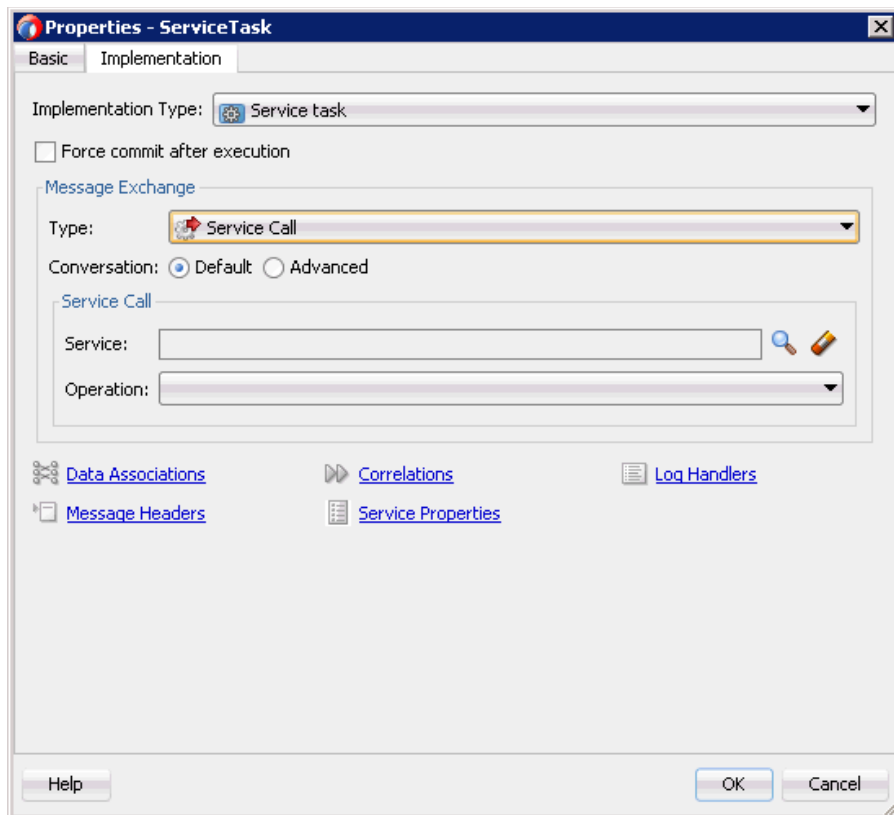 Properties - ServiceTask
Basic Implementation
Implementation Type: Service task
Force commit after execution
Message Exchange
Type: Service Call
Conversation: Default Advanced
Service Call
Service:
Operation:
Data Associations Correlations Log Handlers
Message Headers Service Properties
Help OK Cancel